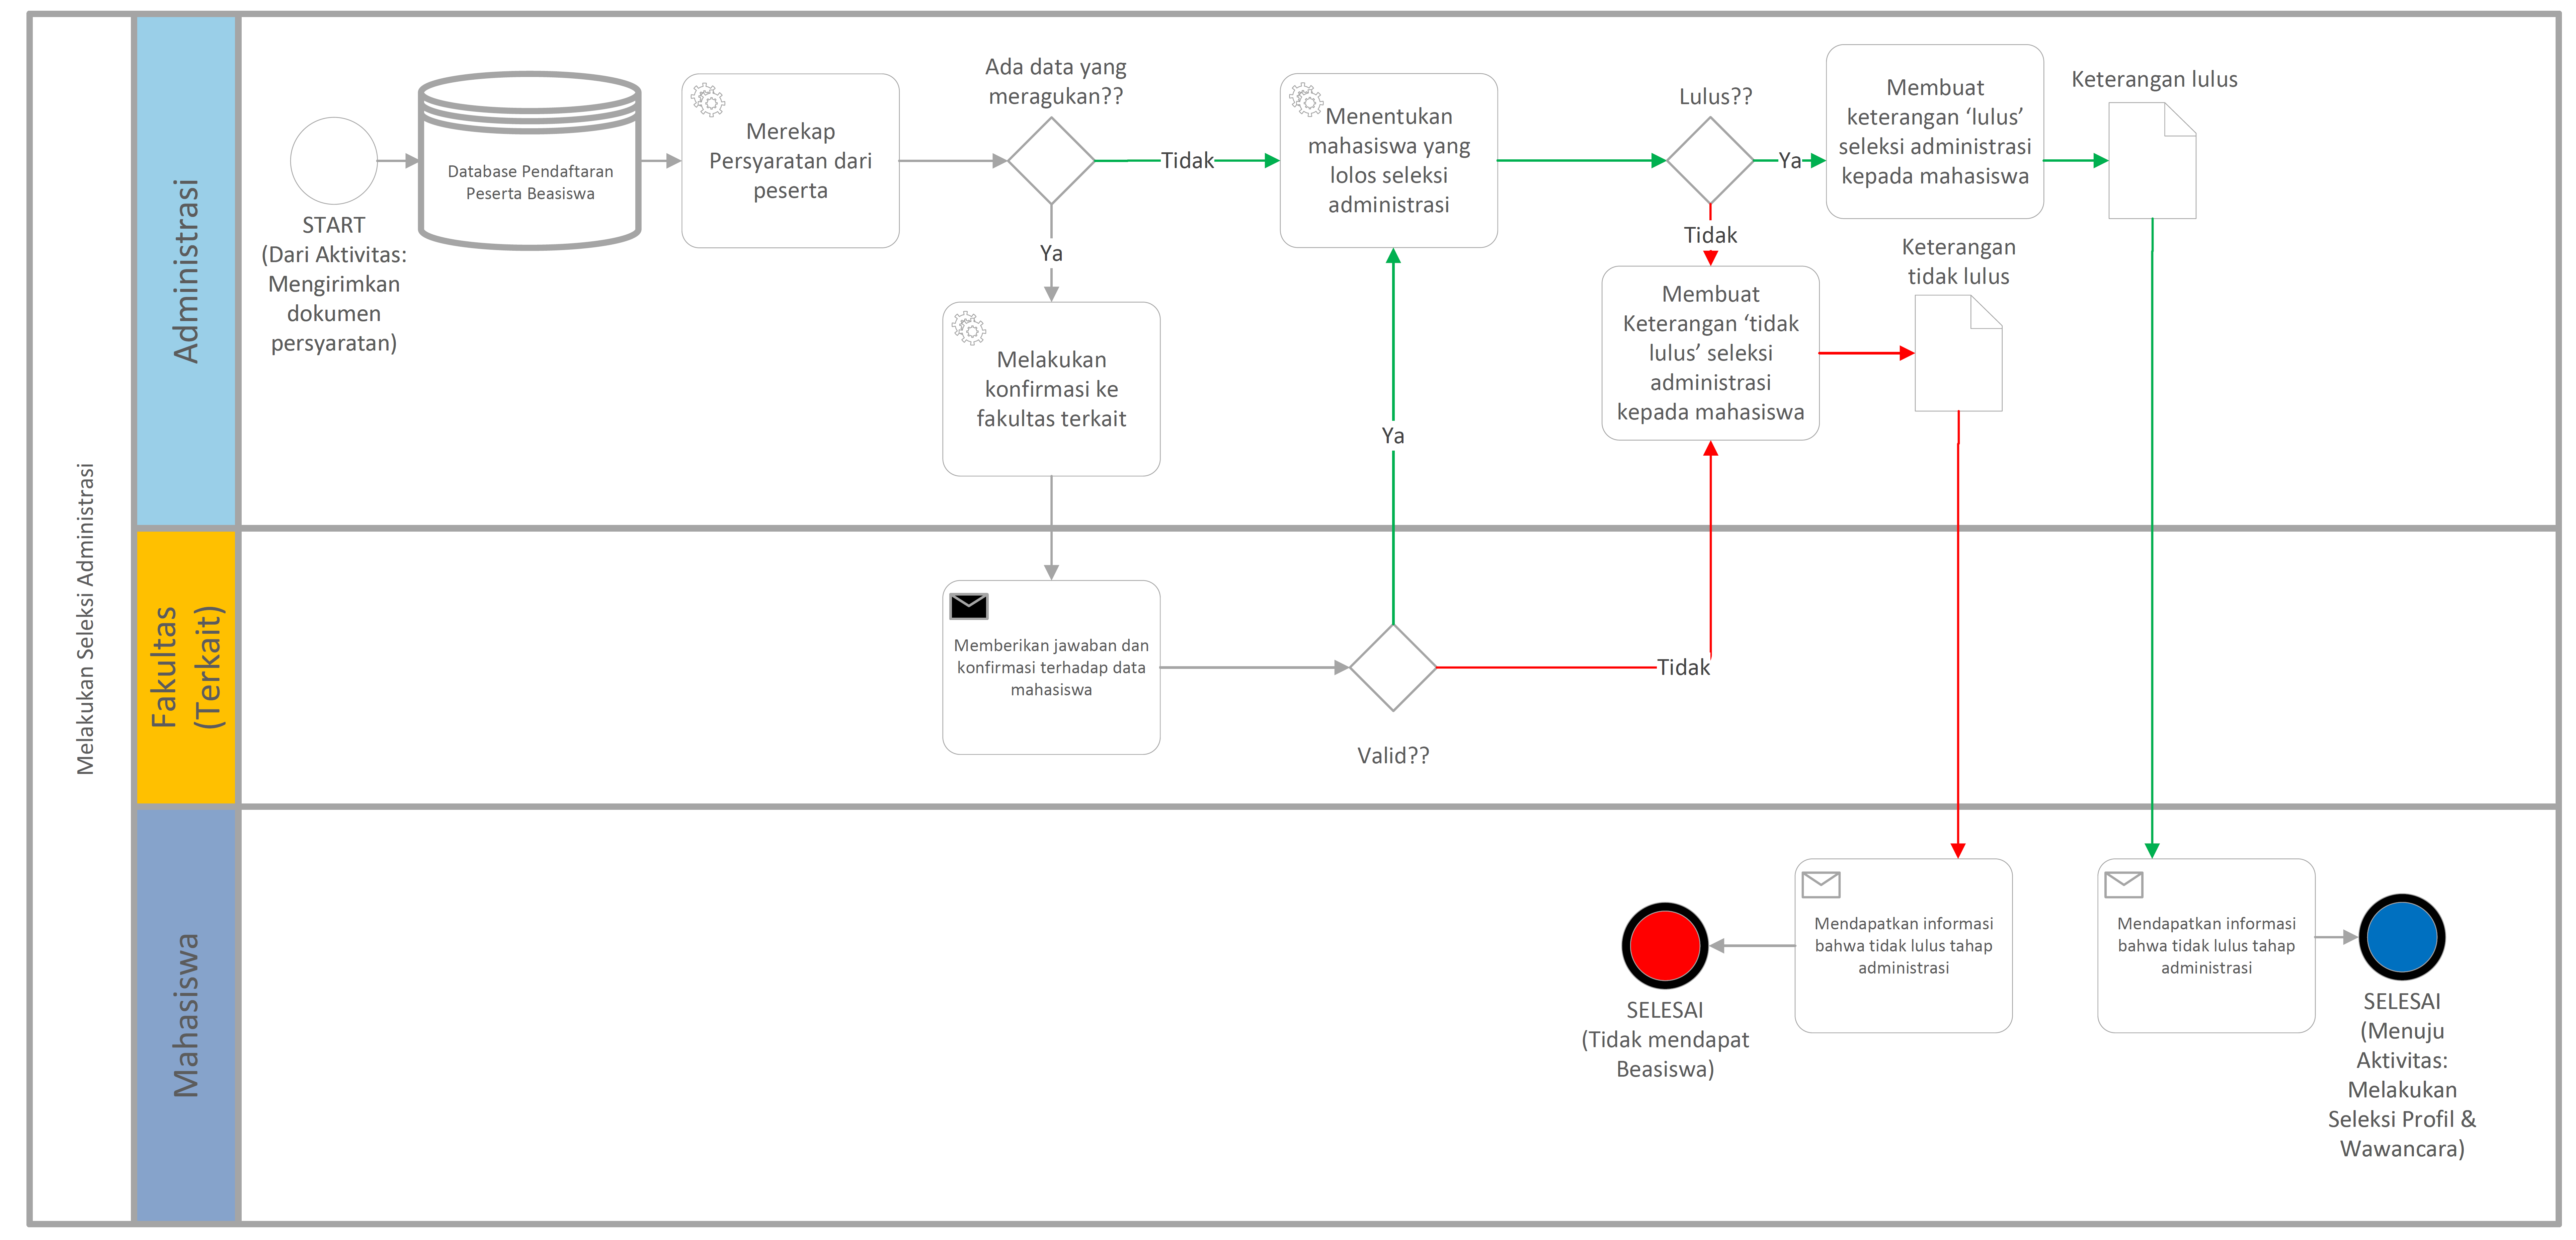 Melakukan Seleksi Administrasi
Administrasi
START
(Dari Aktivitas:
Mengirimkan
dokumen
persyaratan)
Database Pendaftaran
Peserta Beasiswa
Merekap
Persyaratan dari
peserta
Ada data yang
meragukan??
Tidak
Ya
Melakukan
konfirmasi ke
fakultas terkait
Menentukan
mahasiswa yang
lolos seleksi
administrasi
Ya
Lulus??
Ya
Tidak
Membuat
keterangan ‘lulus’
seleksi administrasi
kepada mahasiswa
Keterangan lulus
Membuat
Keterangan ‘tidak
lulus’ seleksi
administrasi
kepada mahasiswa
Keterangan
tidak lulus
Fakultas
(Terkait)
Memberikan jawaban dan
konfirmasi terhadap data
mahasiswa
Valid??
Tidak
Mahasiswa
SELESAI
(Tidak mendapat
Beasiswa)
Mendapatkan informasi
bahwa tidak lulus tahap
administrasi
Mendapatkan informasi
bahwa tidak lulus tahap
administrasi
SELESAI
(Menuju
Aktivitas:
Melakukan
Seleksi Profil &
Wawancara)